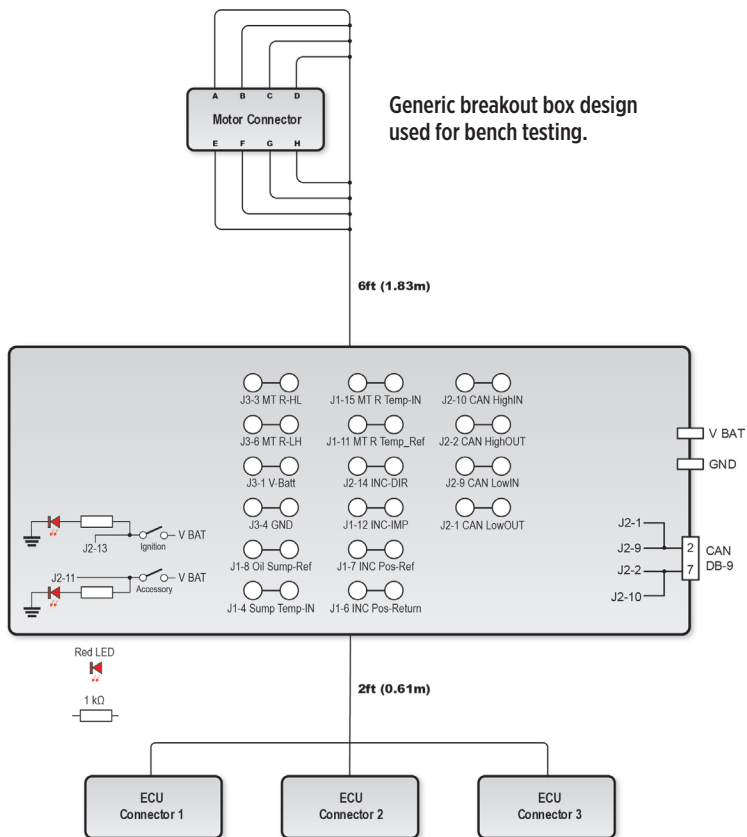 A B C D
Motor Connector
E F G H
Generic breakout box design
used for bench testing.
6ft (1.83m)
J3-3 MT R-HL
J1-15 MT R Temp-IN
J2-10 CAN HighIN
J3-6 MT R-LH
J1-11 MT R Temp_Ref
J2-2 CAN HighOUT
J3-1 V-Batt
J2-14 INC-DIR
J2-9 CAN LowIN
J3-4 GND
J1-12 INC-IMP
J2-1 CAN LowOUT
J1-8 Oil Sump-Ref
J1-7 INC Pos-Ref
J1-4 Sump Temp-IN
J1-6 INC Pos-Return
V BAT
J2-13
Ignition
J2-11
V BAT
Accessory
V BAT
GND
J2-1
J2-9
J2-2
J2-10
2
7
CAN
DB-9
Red LED
1 kΩ
2ft (0.61m)
ECU
Connector 1
ECU
Connector 2
ECU
Connector 3